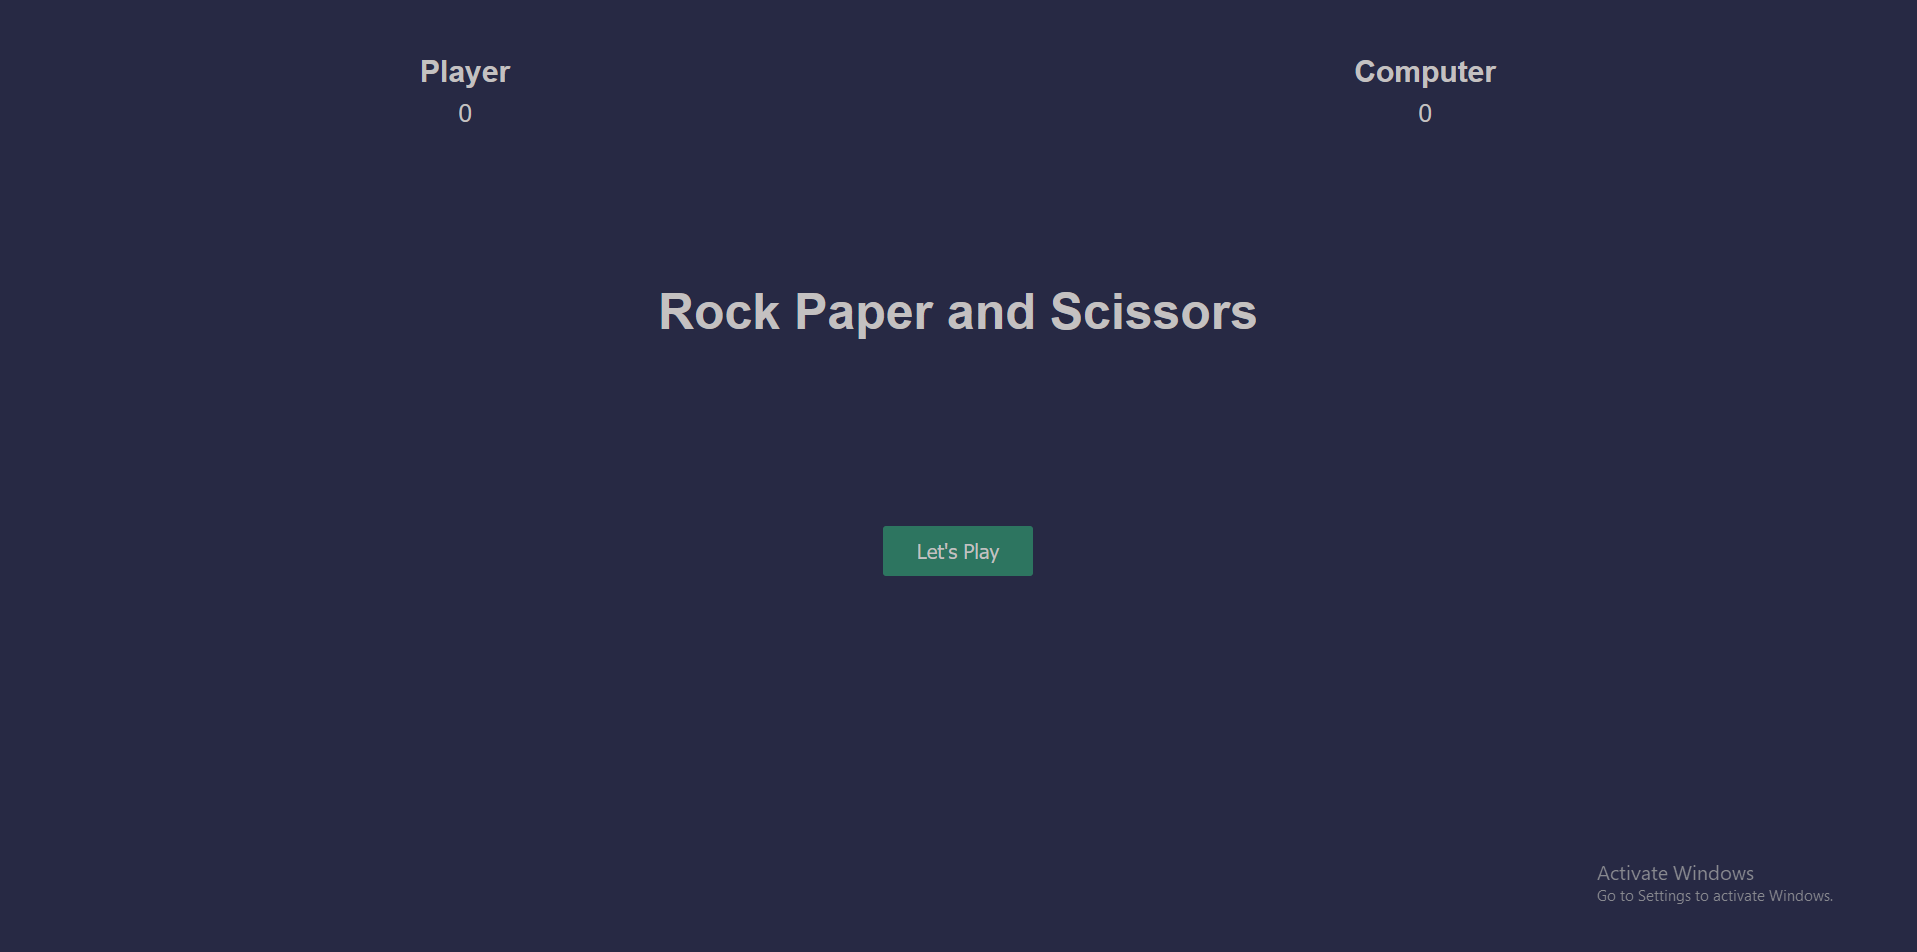 Player
Computer
0
0
Rock Paper and Scissors
Let's Play
Activate Windows
Go to Settings to activate Windows.